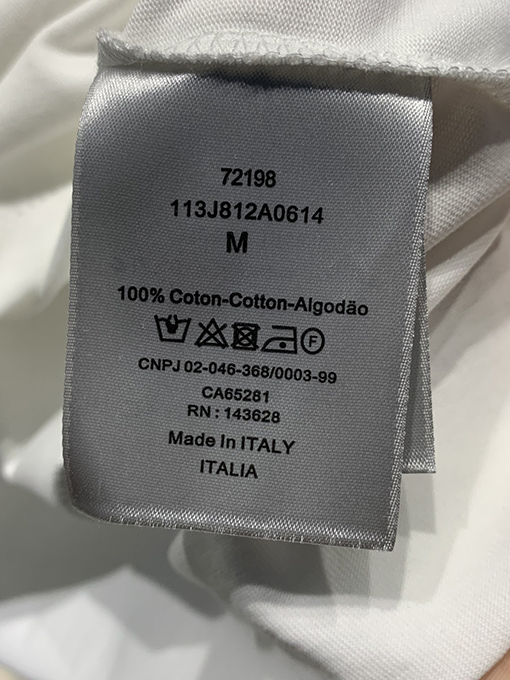 72198
113J812A0614
M
100% Coton-Cotton-Algodão
F
CNPJ 02-046-368/0003-99
CA65281
RN : 143628
Made In ITALY
ITALIA